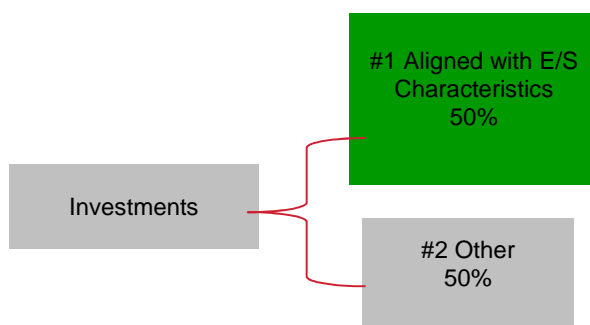 #1 Aligned with E/S
Characteristics
50%
Investments
#2 Other
50%